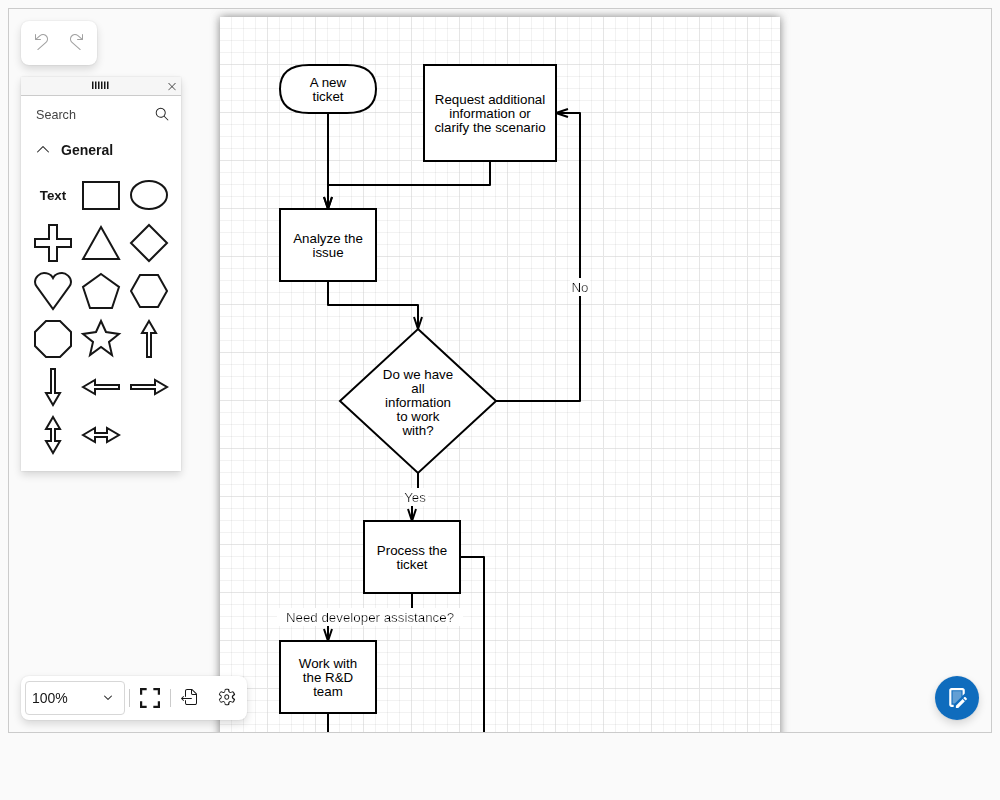 Search
General
Text
A new
ticket
Request additional
information or
clarify the scenario
Analyze the
issue
No
Do we have
all
information
to work
with?
Yes
Process the
ticket
Need developer assistance?
Work with
the R&D
team
100%